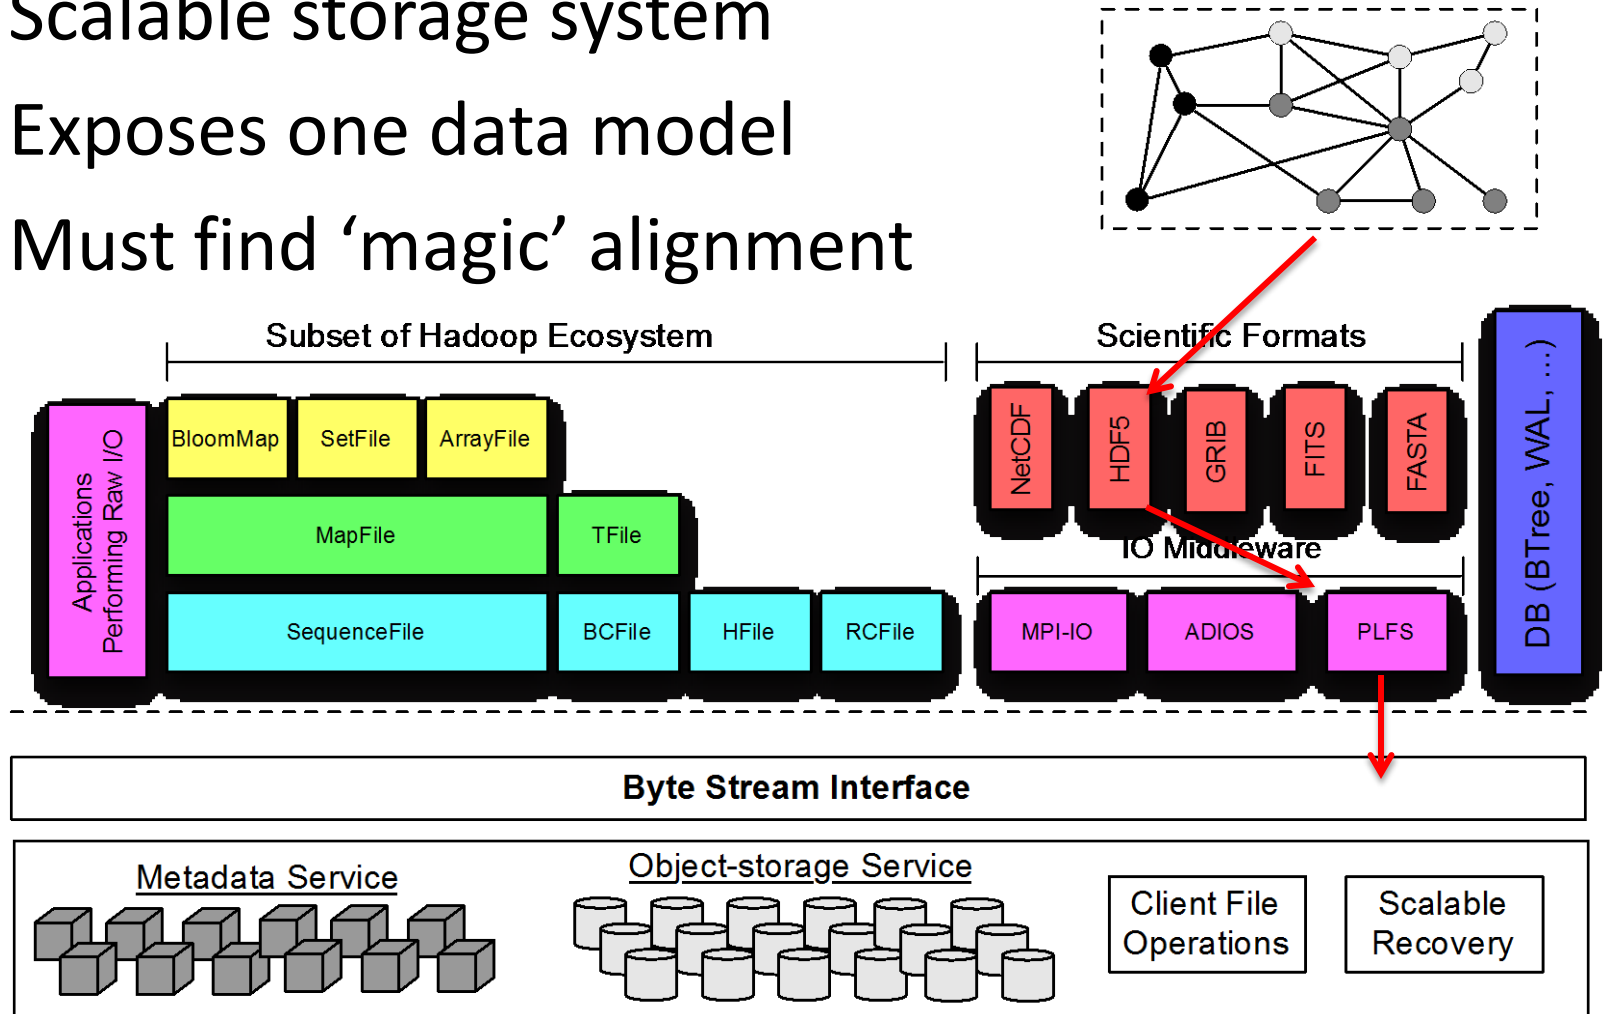 Scalable storage system
Exposes one data model
Must find ‘magic’ alignment
Subset of Hadoop Ecosystem
Scientific Formats
Applications
Performing Raw I/O
BloomMap
SetFile
ArrayFile
MapFile
TFile
SequenceFile
BCFile
HFile
RCFile
NetCDF
HDF5
GRIB
FITS
FASTA
IO Middleware
MPI-IO
ADIOS
PLFS
DB (BTree, WAL, ...)
Byte Stream Interface
Metadata Service
Object-storage Service
Client File
Operations
Scalable
Recovery